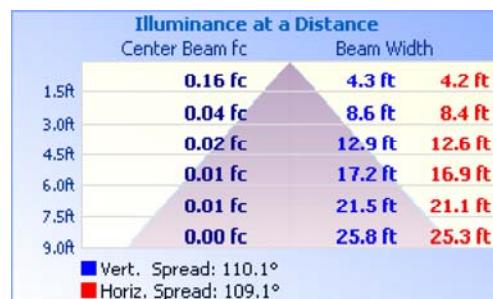 Illuminance at a Distance
Center Beam fc Beam Width
1.5ft 0.16 fc 4.3 ft 4.2 ft
3.0ft 0.04 fc 8.6 ft 8.4 ft
4.5ft 0.02 fc 12.9 ft 12.6 ft
6.0ft 0.01 fc 17.2 ft 16.9 ft
7.5ft 0.01 fc 21.5 ft 21.1 ft
9.0ft 0.00 fc 25.8 ft 25.3 ft
Vert. Spread: 110.1°
Horiz. Spread: 109.1°